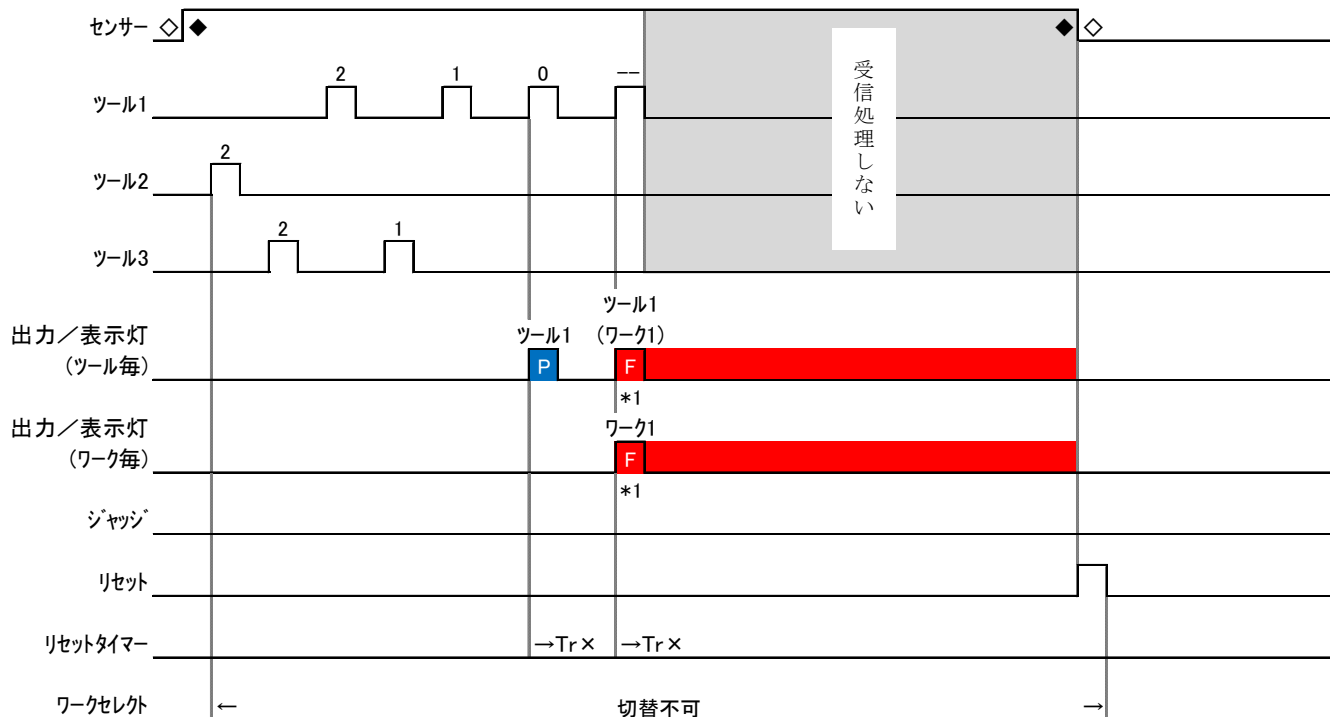 センサー ◇ ◆ ◆ ◇
受信処理しない
2 1 0 --
ツール1
2
ツール2
2 1
ツール3
ツール1
出力/表示灯 ツール1 (ワーク1)
(ツール毎) P F
*1
出力/表示灯 ワーク1
(ワーク毎) F
*1
ジャッジ
リセット
リセットタイマー →Tr× →Tr×
ワークセレクト ← 切替不可 →